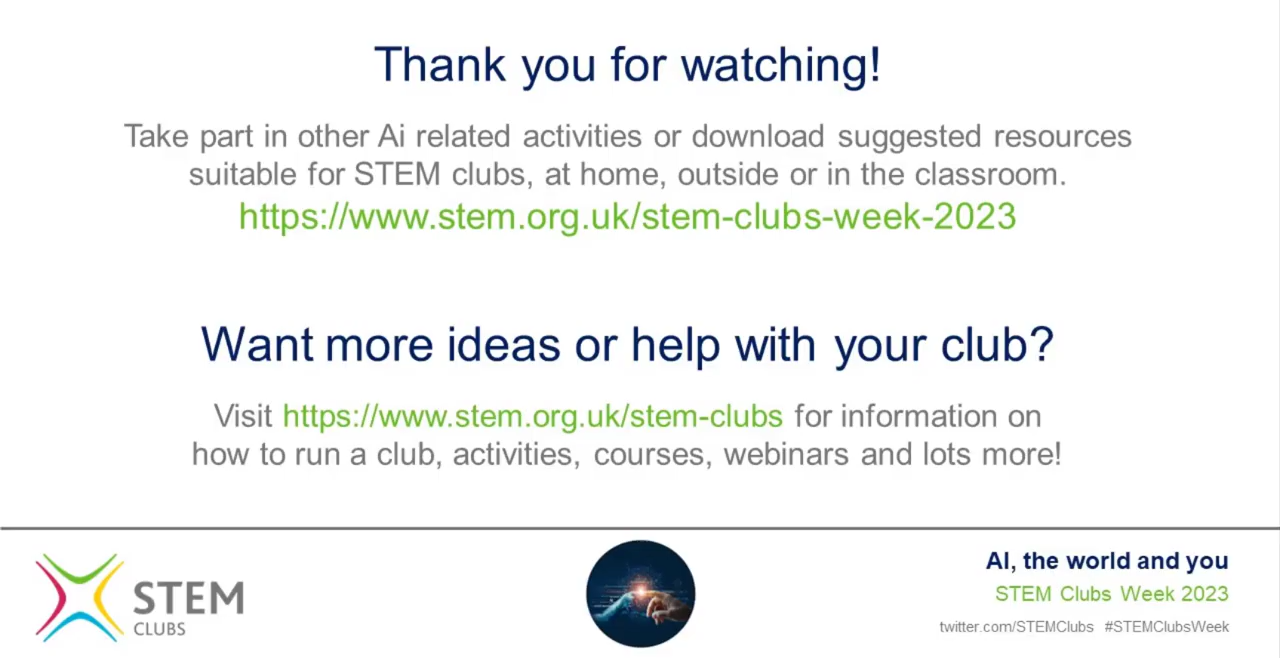 Thank you for watching!
Take part in other Ai related activities or download suggested resources
suitable for STEM clubs, at home, outside or in the classroom.
https://www.stem.org.uk/stem-clubs-week-2023
Want more ideas or help with your club?
Visit https://www.stem.org.uk/stem-clubs for information on
how to run a club, activities, courses, webinars and lots more!
STEM
CLUBS
AI, the world and you
STEM Clubs Week 2023
twitter.com/STEMClubs #STEMClubsWeek